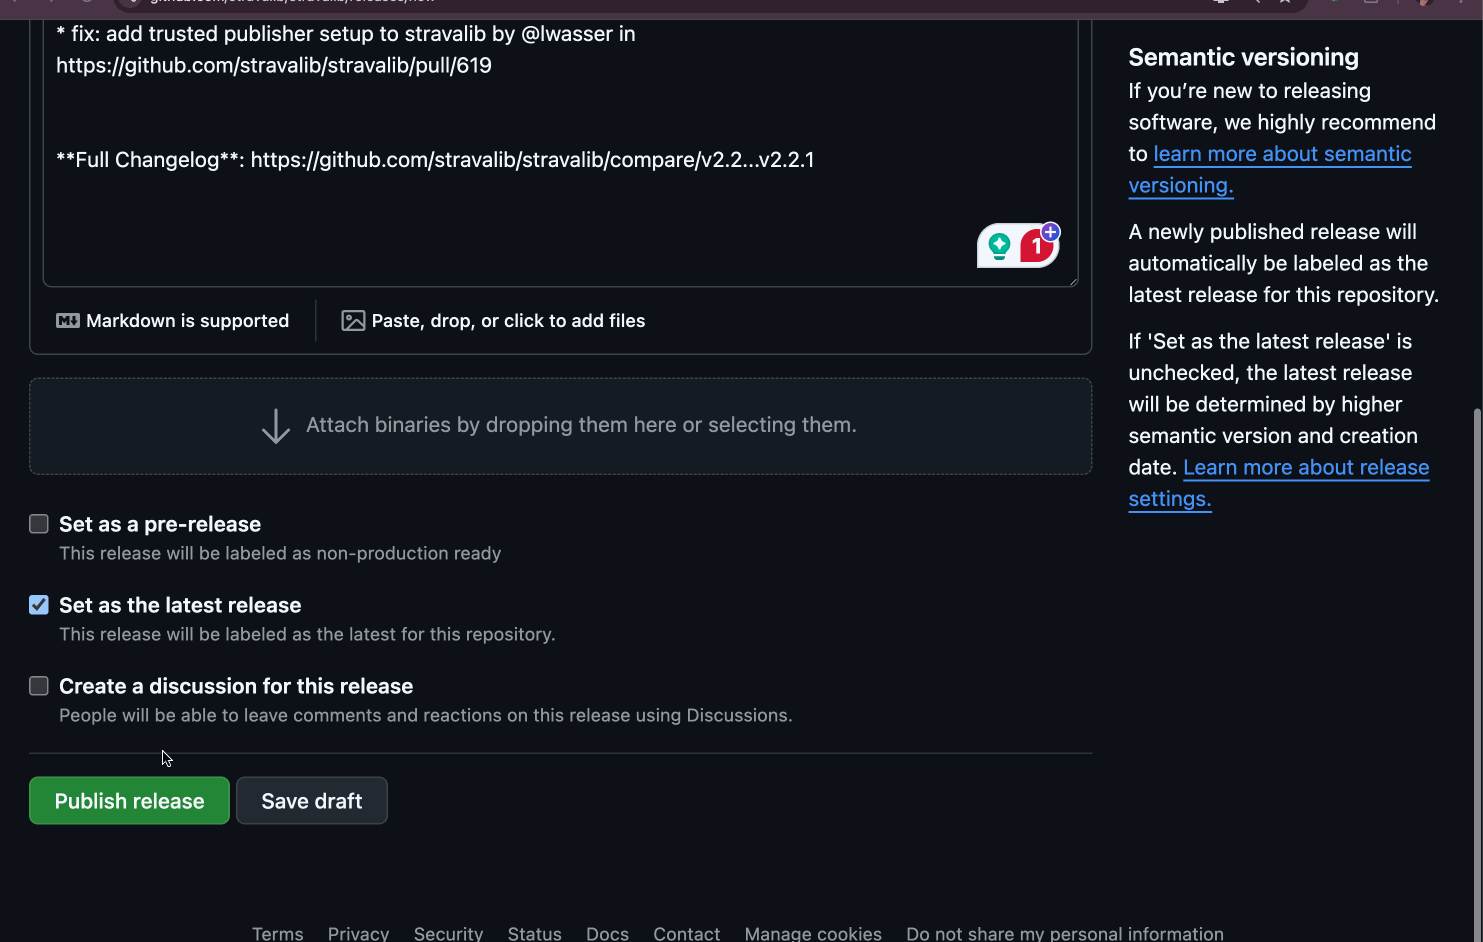 * fix: add trusted publisher setup to stravalib by @lwasser in
https://github.com/stravalib/stravalib/pull/619
**Full Changelog**: https://github.com/stravalib/stravalib/compare/v2.2...v2.2.1
1
Markdown is supported
Paste, drop, or click to add files
Attach binaries by dropping them here or selecting them.
Set as a pre-release
This release will be labeled as non-production ready
Set as the latest release
This release will be labeled as the latest for this repository.
Create a discussion for this release
People will be able to leave comments and reactions on this release using Discussions.
Publish release
Save draft
Semantic versioning
If you’re new to releasing
software, we highly recommend
to learn more about semantic
versioning.
A newly published release will
automatically be labeled as the
latest release for this repository.
If 'Set as the latest release' is
unchecked, the latest release
will be determined by higher
semantic version and creation
date. Learn more about release
settings.
Terms Privacy Security Status Docs Contact Manage cookies Do not share my personal information